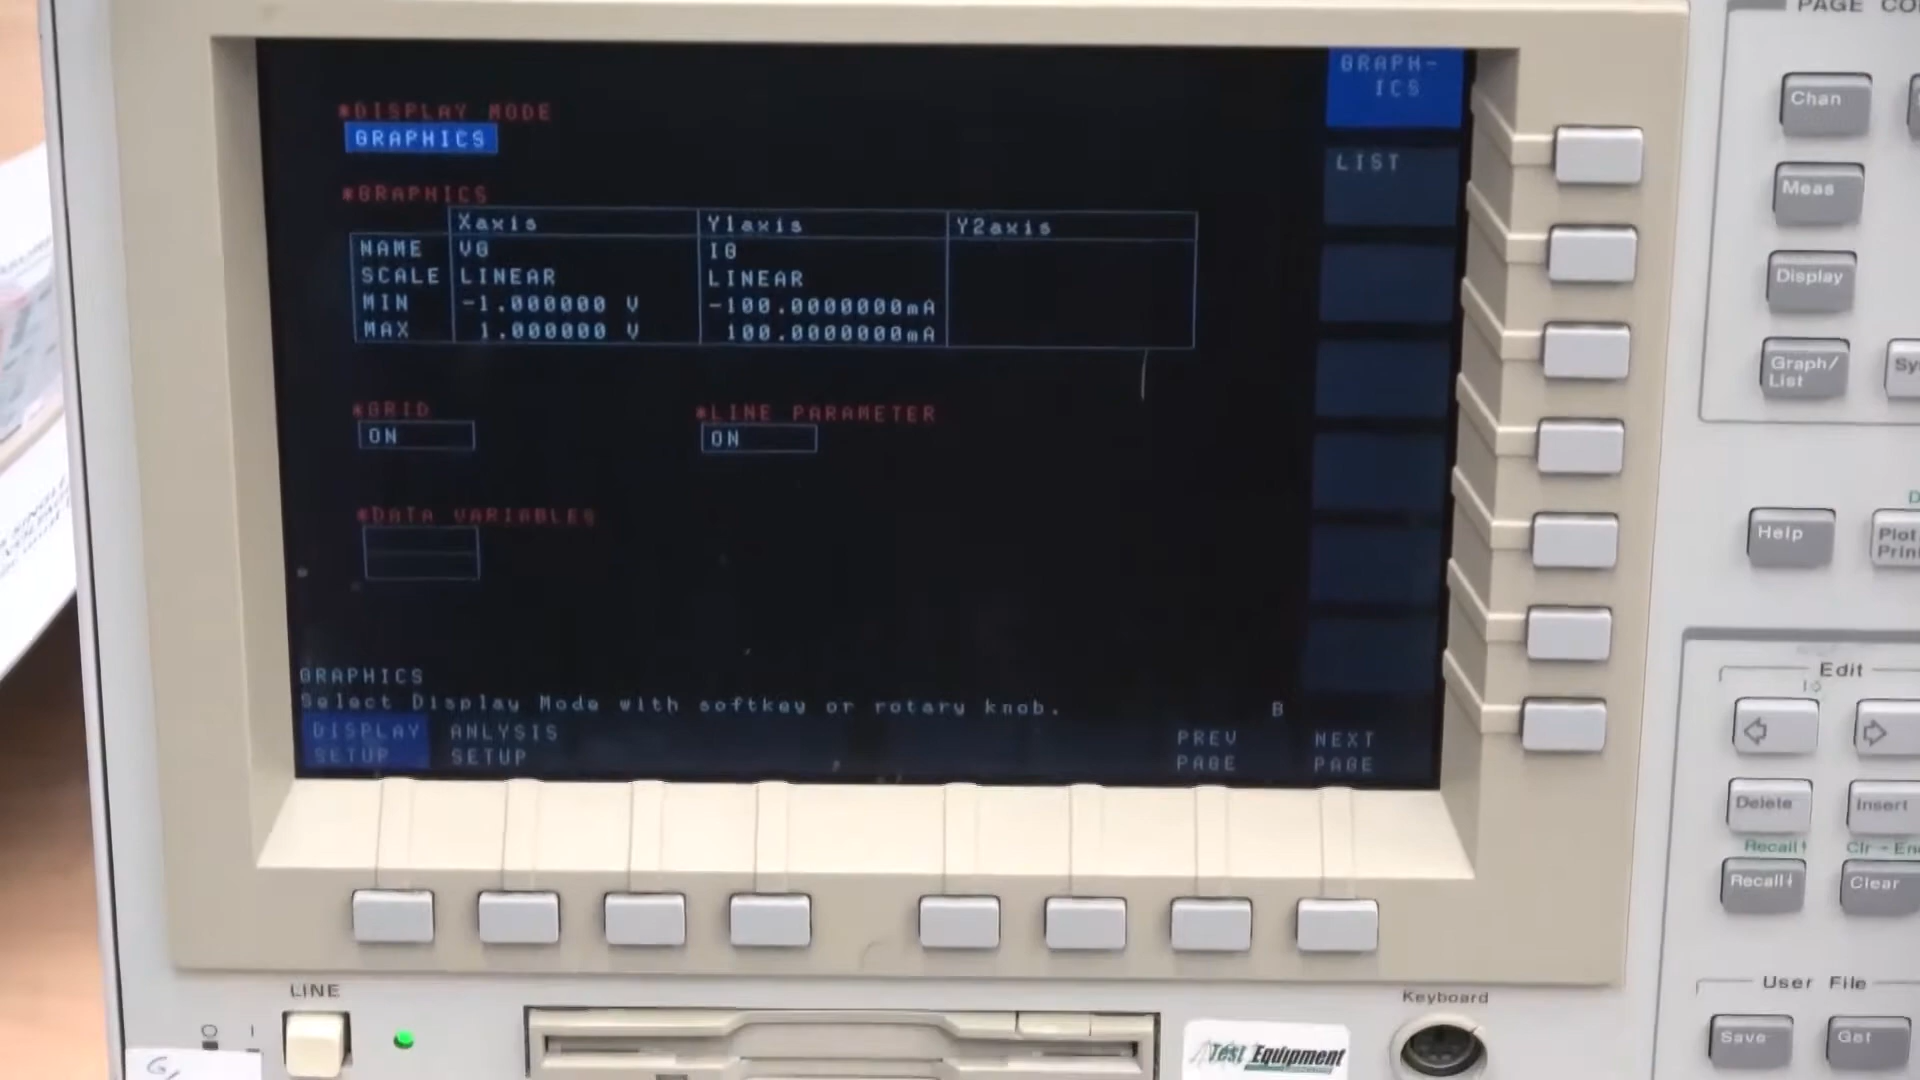 PAGE
GRAPH-
ICS
LIST
*DISPLAY MODE
GRAPHICS
*GRAPHICS
Xaxis Y1axis Y2axis
NAME VG IG
SCALE LINEAR LINEAR
MIN -1.000000 V -100.0000000mA
MAX 1.000000 V 100.0000000mA
*GRID *LINE PARAMETER
ON ON
*DATA VARIABLES
GRAPHICS
Select Display Mode with softkey or rotary knob.
B
DISPLAY ANLYSIS PREV NEXT
SETUP SETUP PAGE PAGE
Chan
Meas
Display
Graph/
List
Help
Plot
Edit
Delete Insert
Recall↑
Recall↓ Clear
User File
Save Get
LINE
O I
Test Equipment
Keyboard